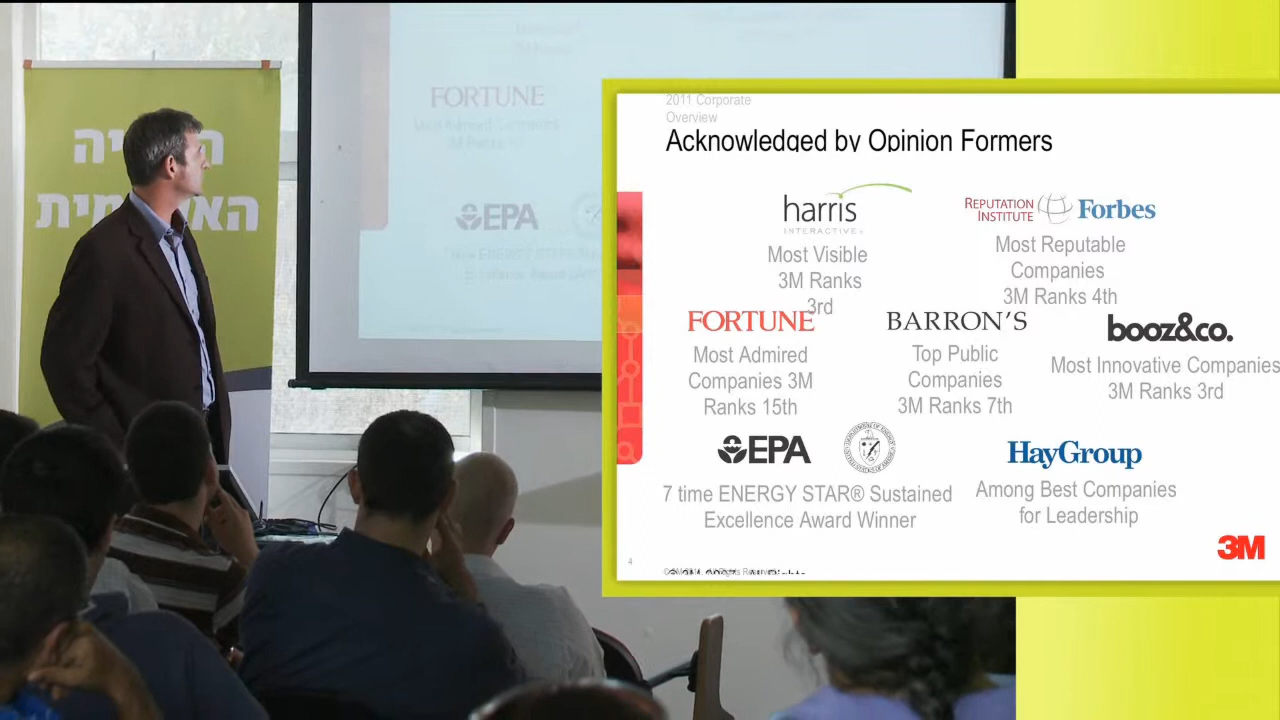 האקדמית
FORTUNE
EPA
2011 Corporate
Overview
Acknowledged by Opinion Formers
harris
INTERACTIVE
Most Visible
3M Ranks
3rd
REPUTATION
INSTITUTE
Forbes
Most Reputable
Companies
3M Ranks 4th
FORTUNE
Most Admired
Companies 3M
Ranks 15th
BARRON'S
Top Public
Companies
3M Ranks 7th
booz&co.
Most Innovative Companies
3M Ranks 3rd
EPA
7 time ENERGY STAR® Sustained
Excellence Award Winner
HayGroup
Among Best Companies
for Leadership
3M
4